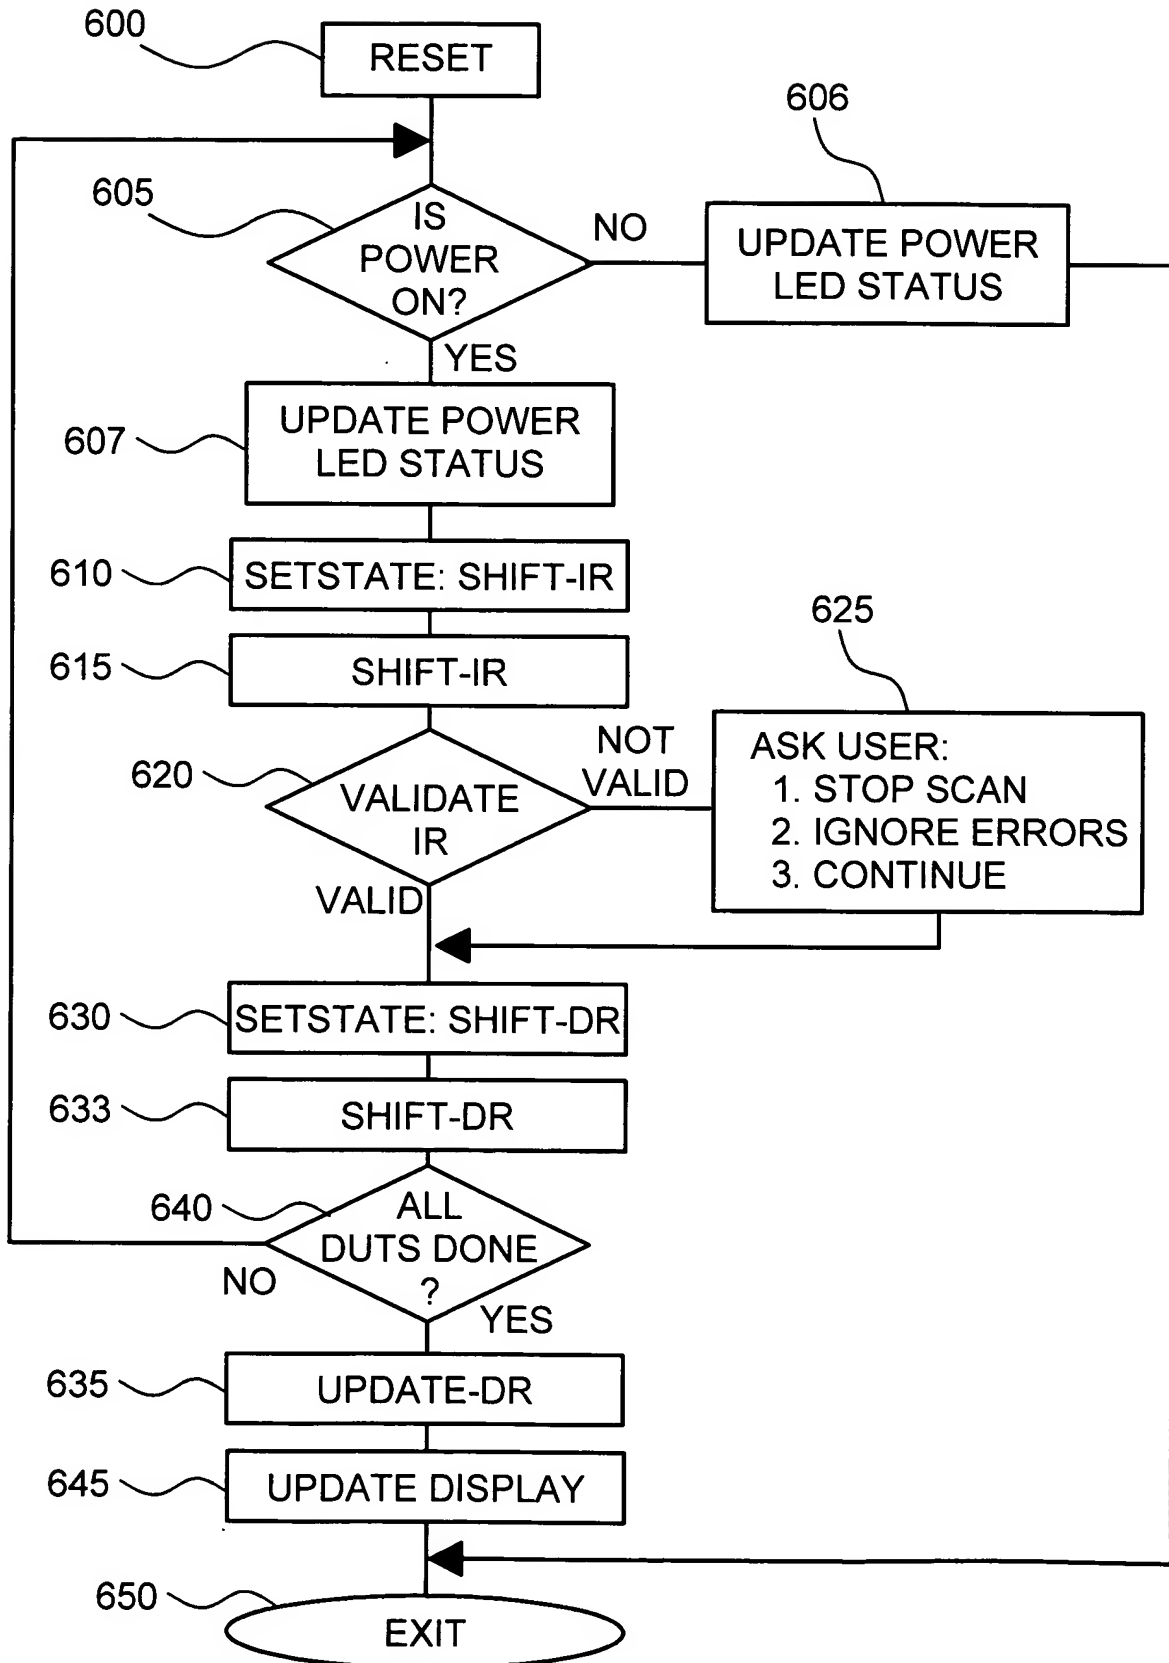 600
RESET
606
605
IS
POWER
ON?
NO
UPDATE POWER
LED STATUS
YES
607
UPDATE POWER
LED STATUS
610
SETSTATE: SHIFT-IR
625
615
SHIFT-IR
620
VALIDATE
IR
NOT
VALID
ASK USER:
1. STOP SCAN
2. IGNORE ERRORS
3. CONTINUE
VALID
630
SETSTATE: SHIFT-DR
633
SHIFT-DR
640
ALL
DUTS DONE
?
NO
YES
635
UPDATE-DR
645
UPDATE DISPLAY
650
EXIT